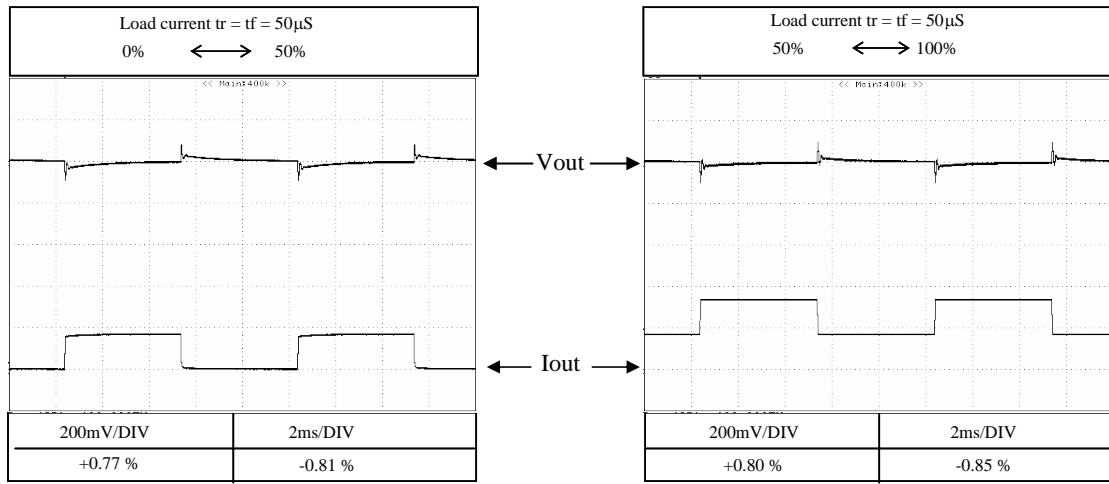 Load current tr = tf = 50µS
0% 50%
<< Main:400k >>
200mV/DIV 2ms/DIV
+0.77 % -0.81 %
Vout
Iout
Load current tr = tf = 50µS
50% 100%
<< Main:400k >>
200mV/DIV 2ms/DIV
+0.80 % -0.85 %